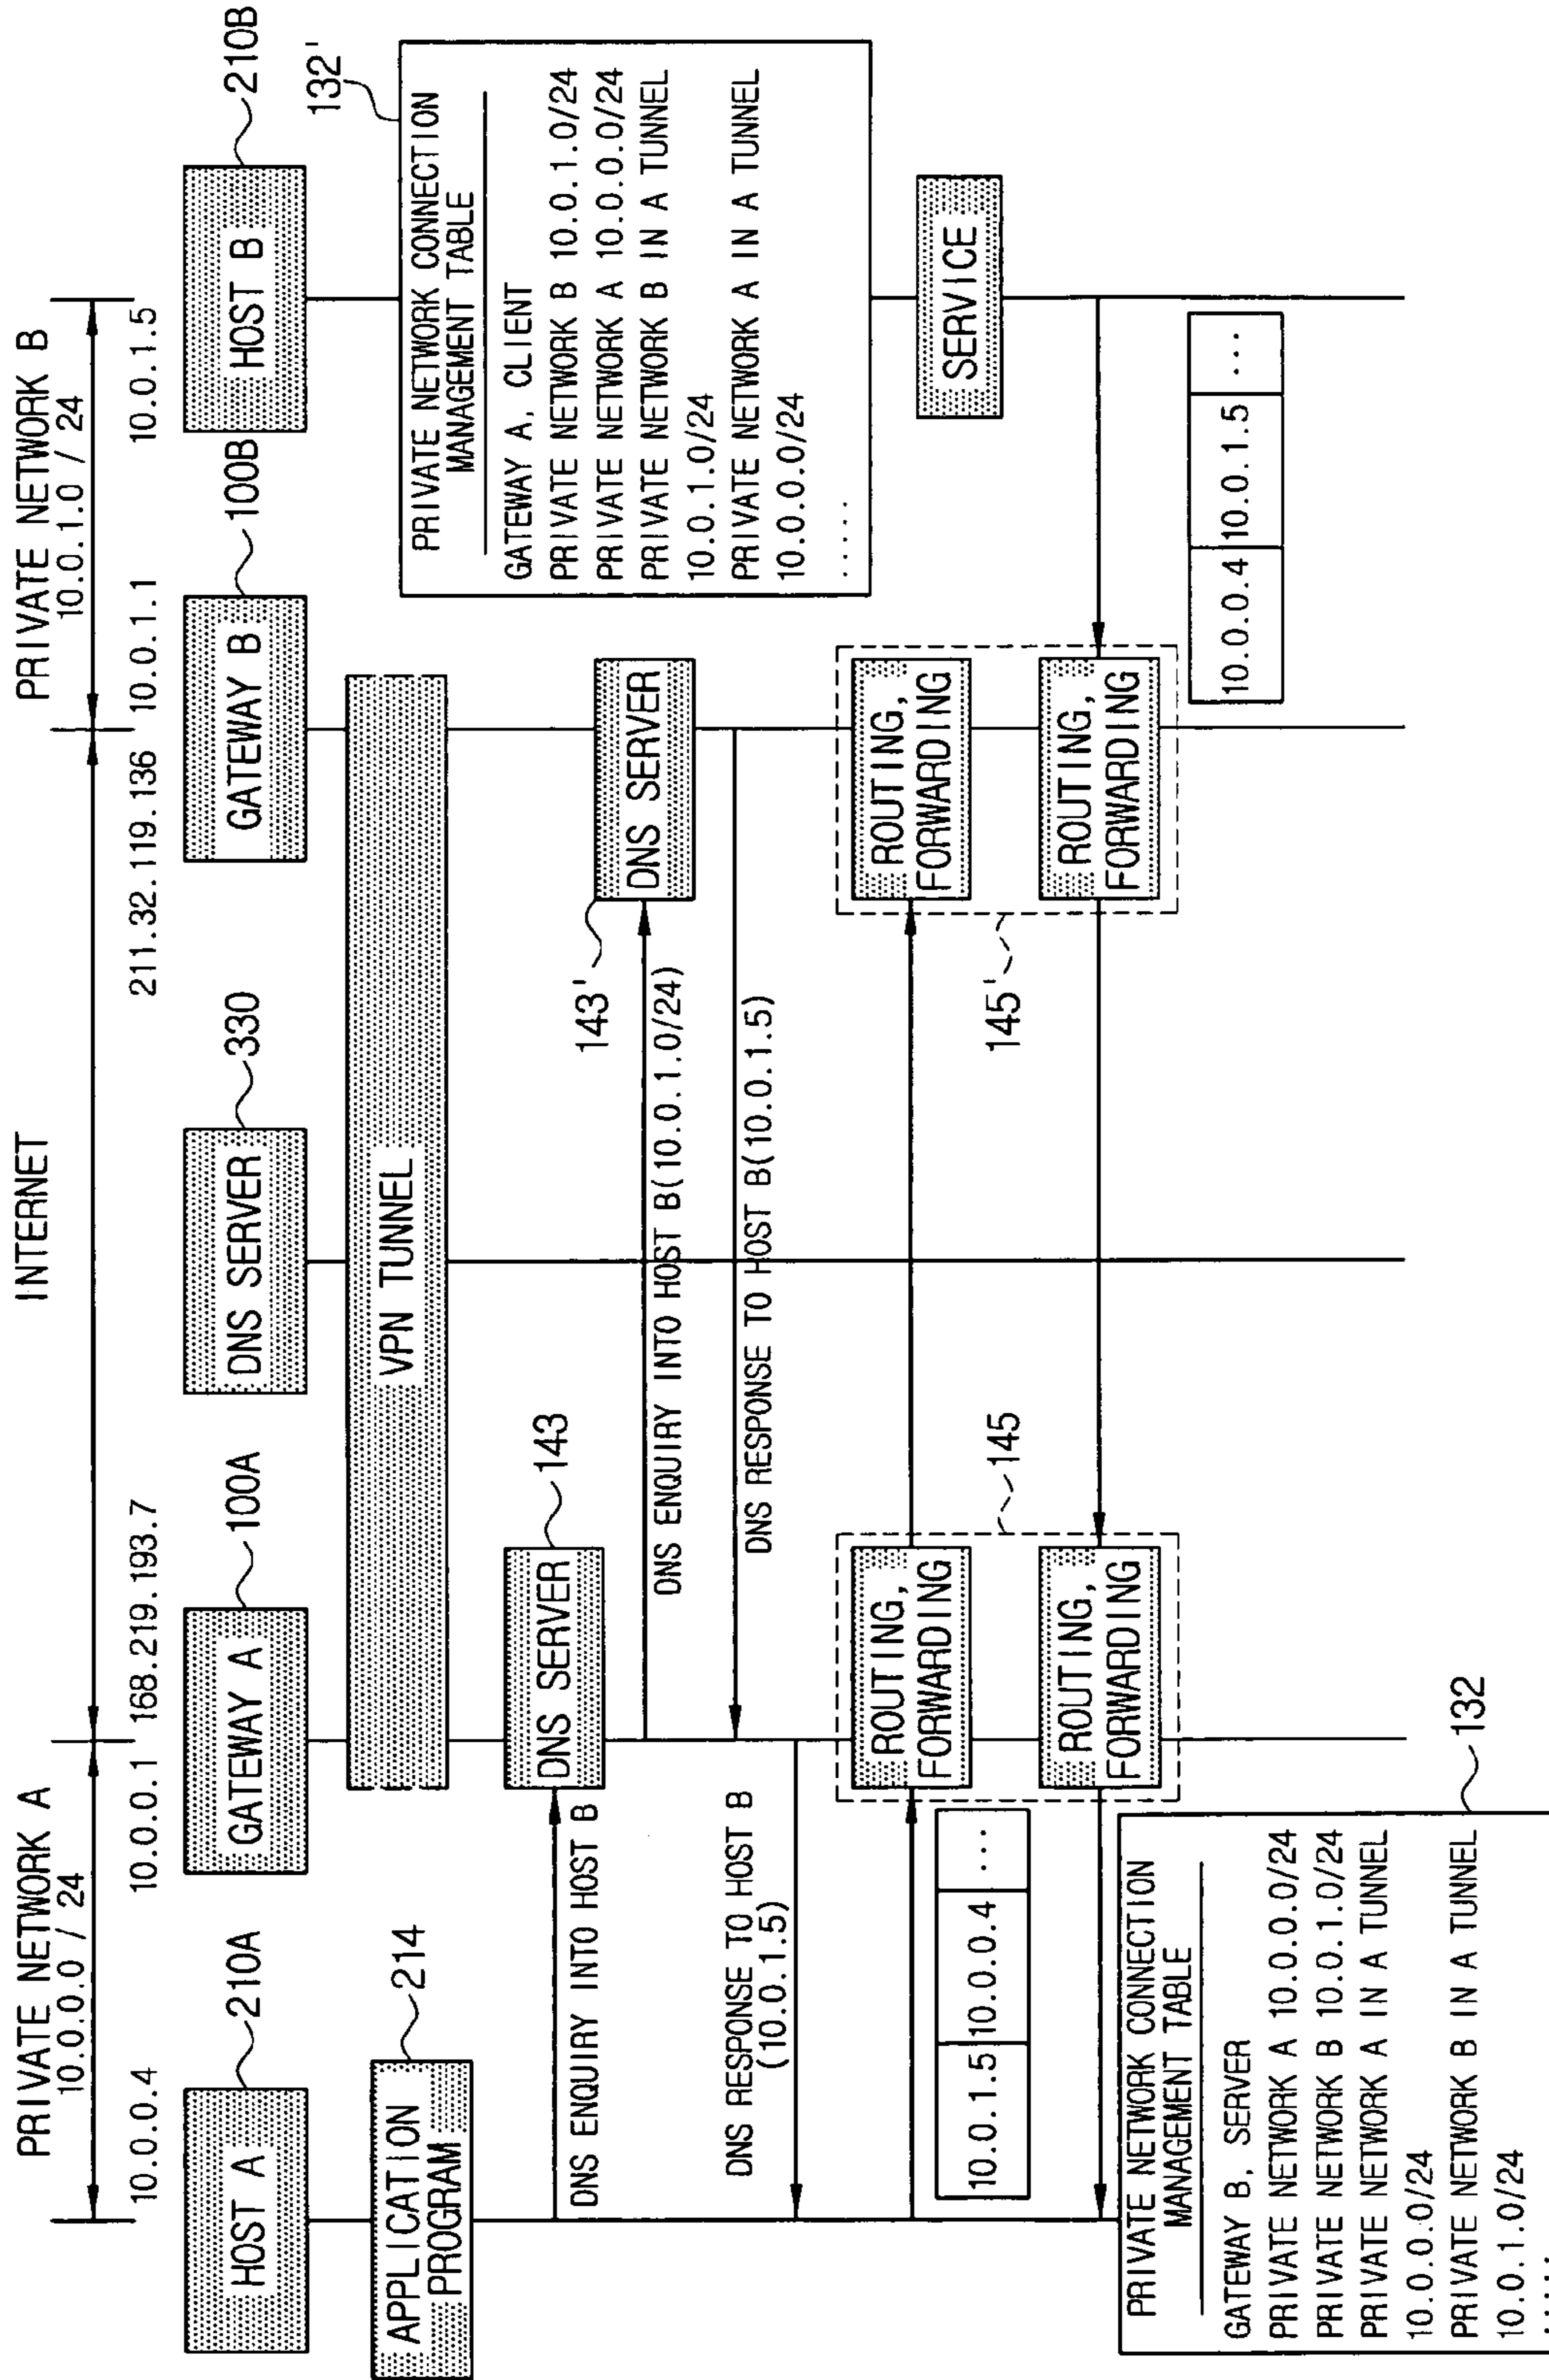 PRIVATE NETWORK A
10.0.0.0 / 24
INTERNET
PRIVATE NETWORK B
10.0.1.0 / 24
10.0.0.4
10.0.0.1
168.219.193.7
211.32.119.136
10.0.1.1
10.0.1.5
HOST A
210A
GATEWAY A
100A
DNS SERVER
330
GATEWAY B
100B
HOST B
210B
VPN TUNNEL
APPLICATION
PROGRAM
214
132'
PRIVATE NETWORK CONNECTION
MANAGEMENT TABLE
GATEWAY A, CLIENT
PRIVATE NETWORK B 10.0.1.0/24
PRIVATE NETWORK A 10.0.0.0/24
PRIVATE NETWORK B IN A TUNNEL
10.0.1.0/24
PRIVATE NETWORK A IN A TUNNEL
10.0.0.0/24
.....
DNS SERVER
143
DNS SERVER
143'
DNS ENQUIRY INTO HOST B
DNS ENQUIRY INTO HOST B(10.0.1.0/24)
DNS RESPONSE TO HOST B(10.0.1.5)
DNS RESPONSE TO HOST B
(10.0.1.5)
ROUTING,
FORWARDING
145
ROUTING,
FORWARDING
145'
SERVICE
10.0.1.5 10.0.0.4 ...
ROUTING,
FORWARDING
ROUTING,
FORWARDING
10.0.0.4 10.0.1.5 ...
PRIVATE NETWORK CONNECTION
MANAGEMENT TABLE
132
GATEWAY B, SERVER
PRIVATE NETWORK A 10.0.0.0/24
PRIVATE NETWORK B 10.0.1.0/24
PRIVATE NETWORK A IN A TUNNEL
10.0.0.0/24
PRIVATE NETWORK B IN A TUNNEL
10.0.1.0/24
.....